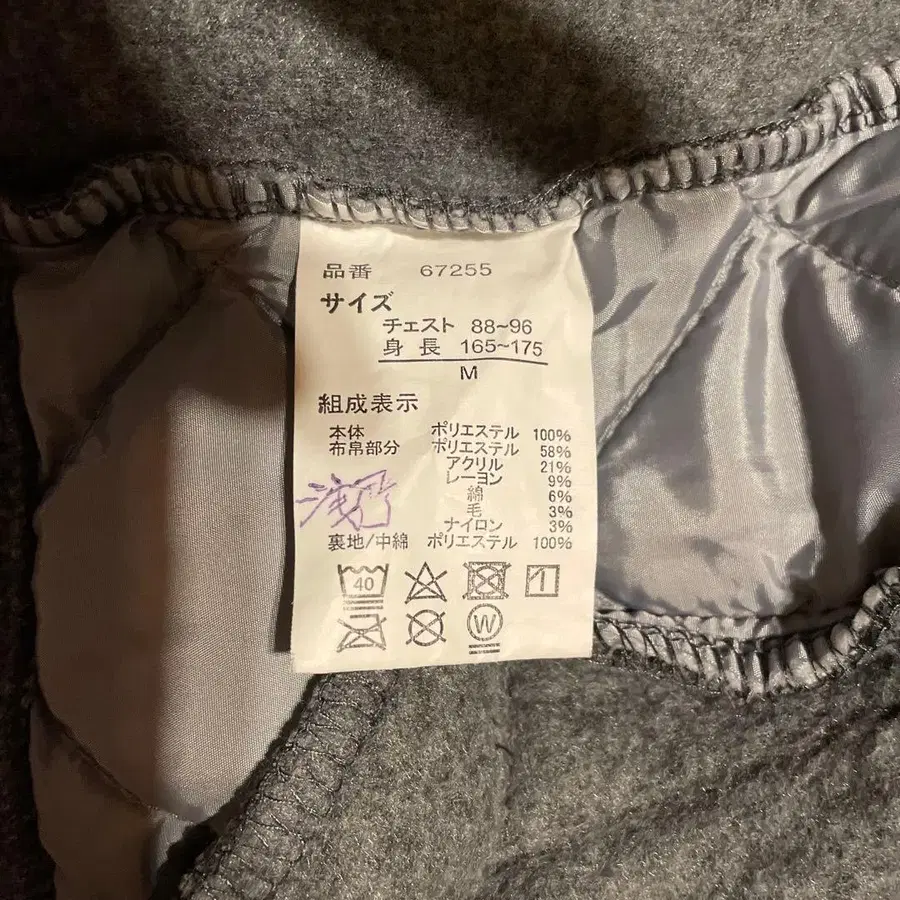 品番 67255
サイズ
チェスト 88~96
身長 165~175
M
組成表示
本体 ポリエステル 100%
布帛部分 ポリエステル 58%
アクリル 21%
レーヨン 9%
綿 6%
毛 3%
ナイロン 3%
裏地/中綿 ポリエステル 100%
40
W